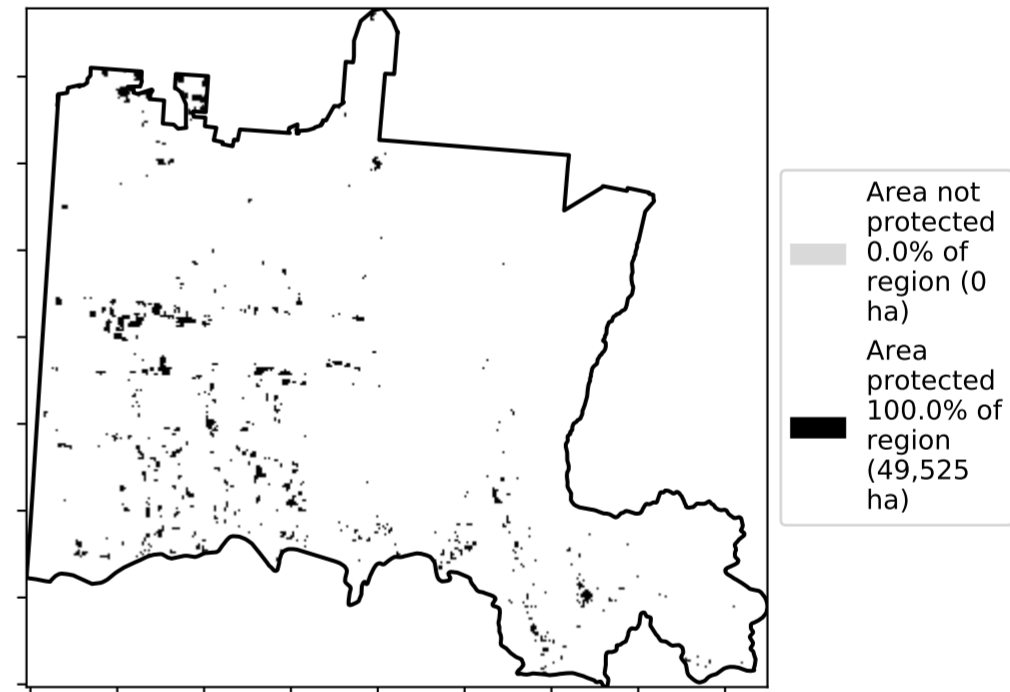 Area not
protected
0.0% of
region (0
ha)
Area
protected
100.0% of
region
(49,525
ha)